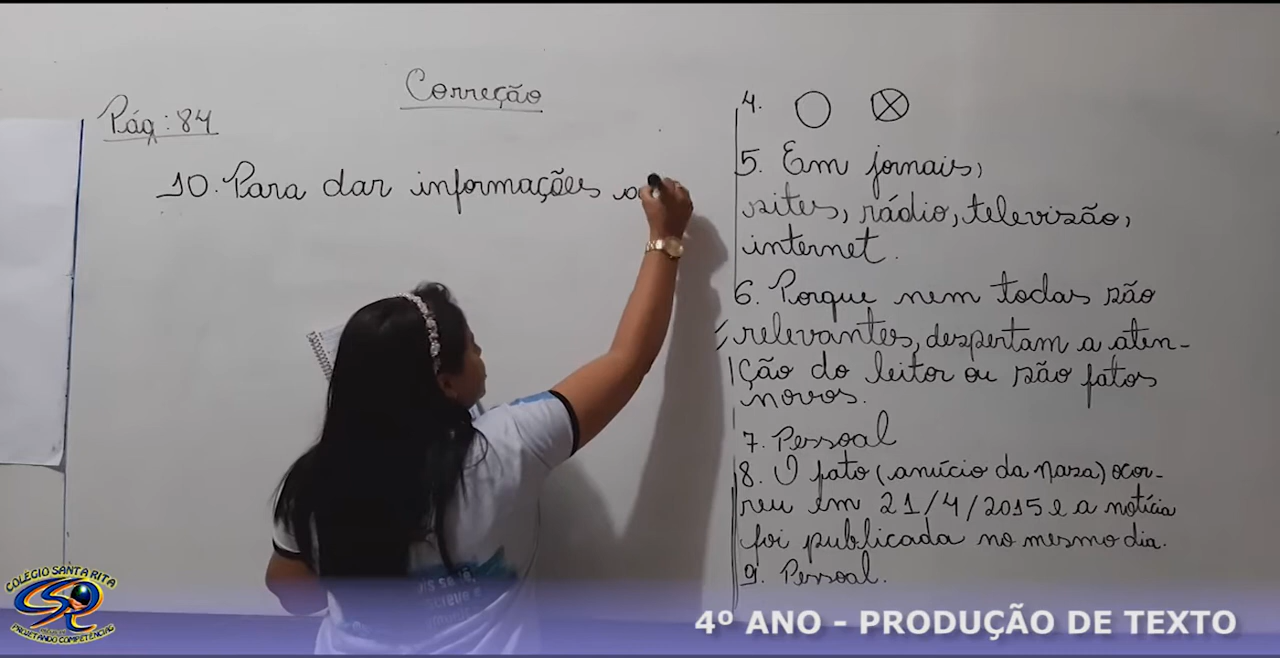 Correção
Pág: 84
10. Para dar informações
4.
5. Em jornais,
sites, rádio, televisão,
internet.
6. Porque nem todas são
relevantes, despertam a aten-
ção do leitor ou são fatos
novos.
7. Pessoal
8. O fato (anúcio da Nasa) ocor-
reu em 21/4/2015 e a notícia
foi publicada no mesmo dia.
9. Pessoal.
COLÉGIO SANTA RITA
PROJETANDO COMPETÊNCIAS
4º ANO - PRODUÇÃO DE TEXTO